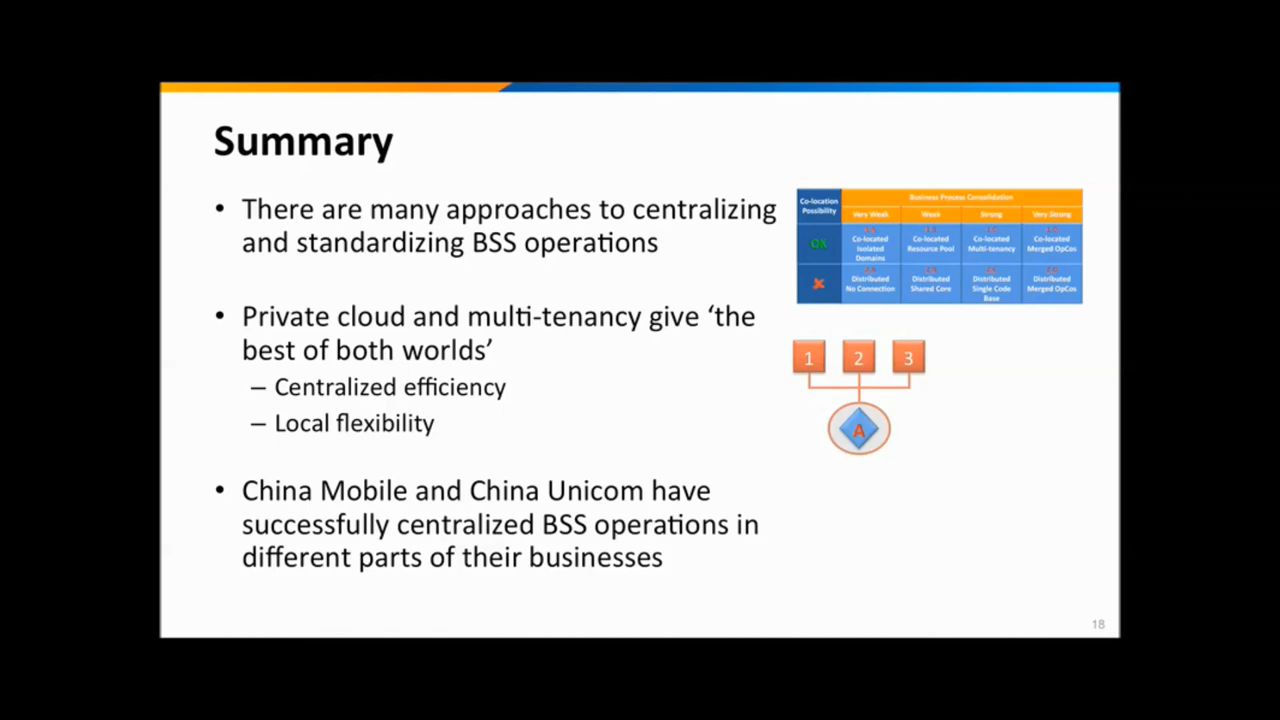 Summary
• There are many approaches to centralizing
and standardizing BSS operations
• Private cloud and multi-tenancy give ‘the
best of both worlds’
– Centralized efficiency
– Local flexibility
• China Mobile and China Unicom have
successfully centralized BSS operations in
different parts of their businesses
Co-location
Possibility
Business Process Consolidation
Very Weak Weak Strong Very Strong
OK
Co-located
Isolated
Domains
Co-located
Resource Pool
Co-located
Multi-tenancy
Co-located
Merged OpCos
Distributed
No Connection
Distributed
Shared Core
Distributed
Single Code
Base
Distributed
Merged OpCos
1 2 3
A
18